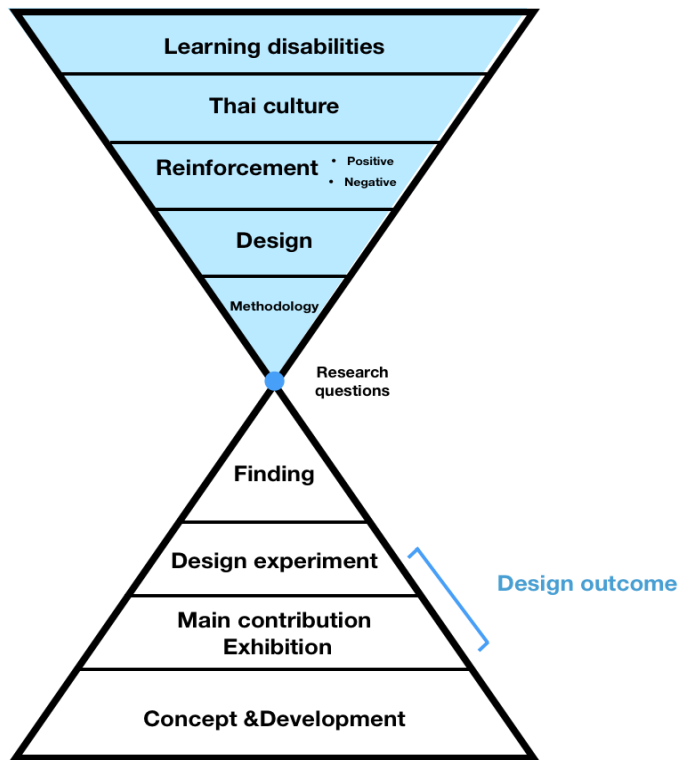 Learning disabilities
Thai culture
Reinforcement
• Positive
• Negative
Design
Methodology
Research
questions
Finding
Design experiment
Design outcome
Main contribution
Exhibition
Concept &Development